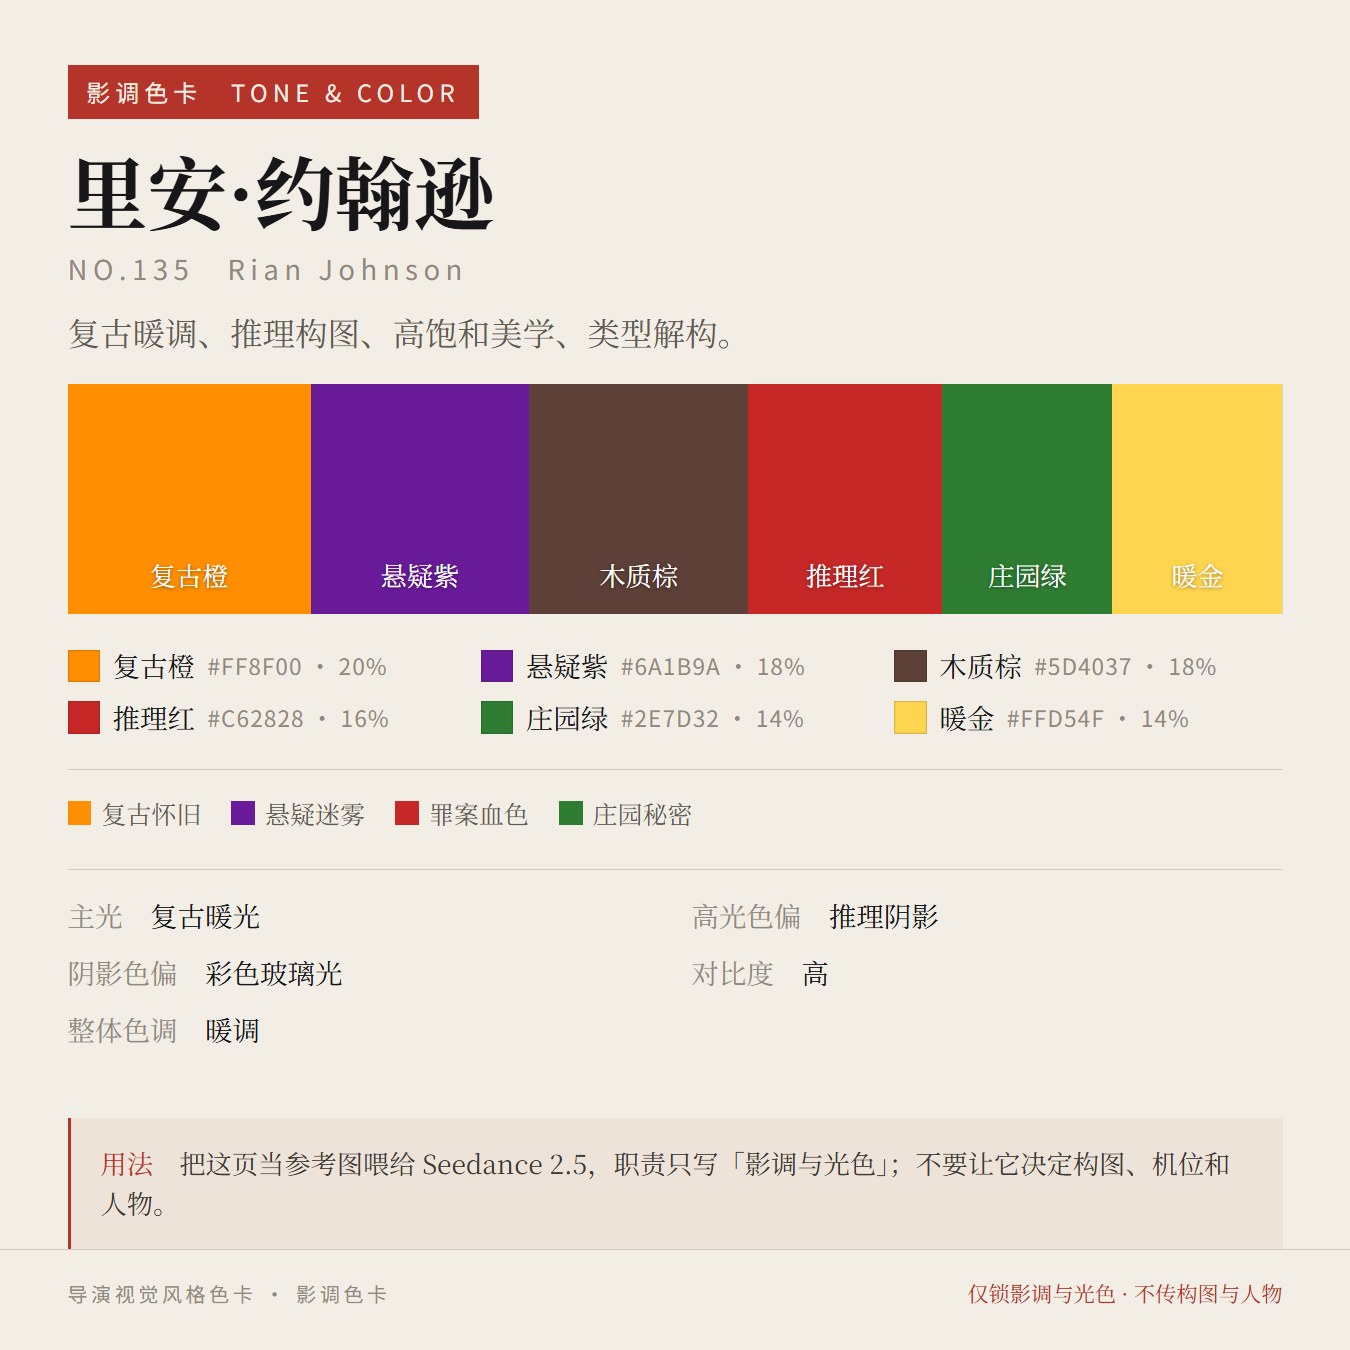 影调色卡 TONE & COLOR
里安·约翰逊
NO.135 Rian Johnson
复古暖调、推理构图、高饱和美学、类型解构。
复古橙 悬疑紫 木质棕 推理红 庄园绿 暖金
复古橙 #FF8F00 · 20% 悬疑紫 #6A1B9A · 18% 木质棕 #5D4037 · 18%
推理红 #C62828 · 16% 庄园绿 #2E7D32 · 14% 暖金 #FFD54F · 14%
复古怀旧 悬疑迷雾 罪案血色 庄园秘密
主光 复古暖光 高光色偏 推理阴影
阴影色偏 彩色玻璃光 对比度 高
整体色调 暖调
用法 把这页当参考图喂给 Seedance 2.5，职责只写「影调与光色」；不要让它决定构图、机位和
人物。
导演视觉风格色卡 · 影调色卡 仅锁影调与光色 · 不传构图与人物